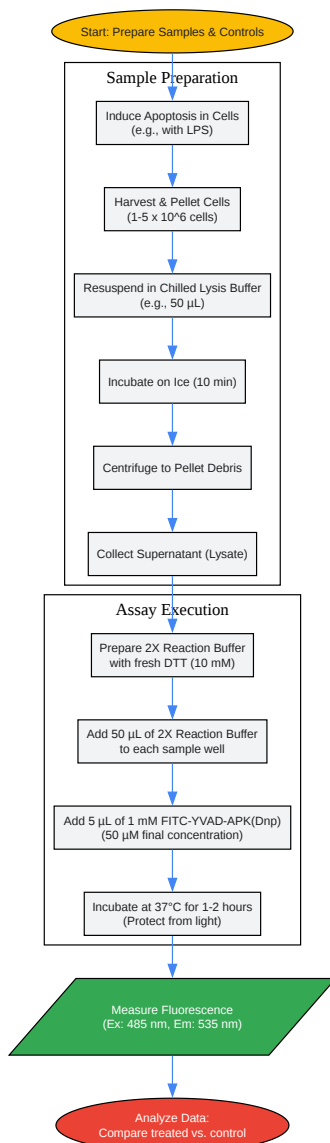 Start: Prepare Samples & Controls
Sample Preparation
Induce Apoptosis in Cells
(e.g., with LPS)
Harvest & Pellet Cells
(1-5 x 10^6 cells)
Resuspend in Chilled Lysis Buffer
(e.g., 50 µL)
Incubate on Ice (10 min)
Centrifuge to Pellet Debris
Collect Supernatant (Lysate)
Assay Execution
Prepare 2X Reaction Buffer
with fresh DTT (10 mM)
Add 50 µL of 2X Reaction Buffer
to each sample well
Add 5 µL of 1 mM FITC-YVAD-APK(Dnp)
(50 µM final concentration)
Incubate at 37°C for 1-2 hours
(Protect from light)
Measure Fluorescence
(Ex: 485 nm, Em: 535 nm)
Analyze Data:
Compare treated vs. control